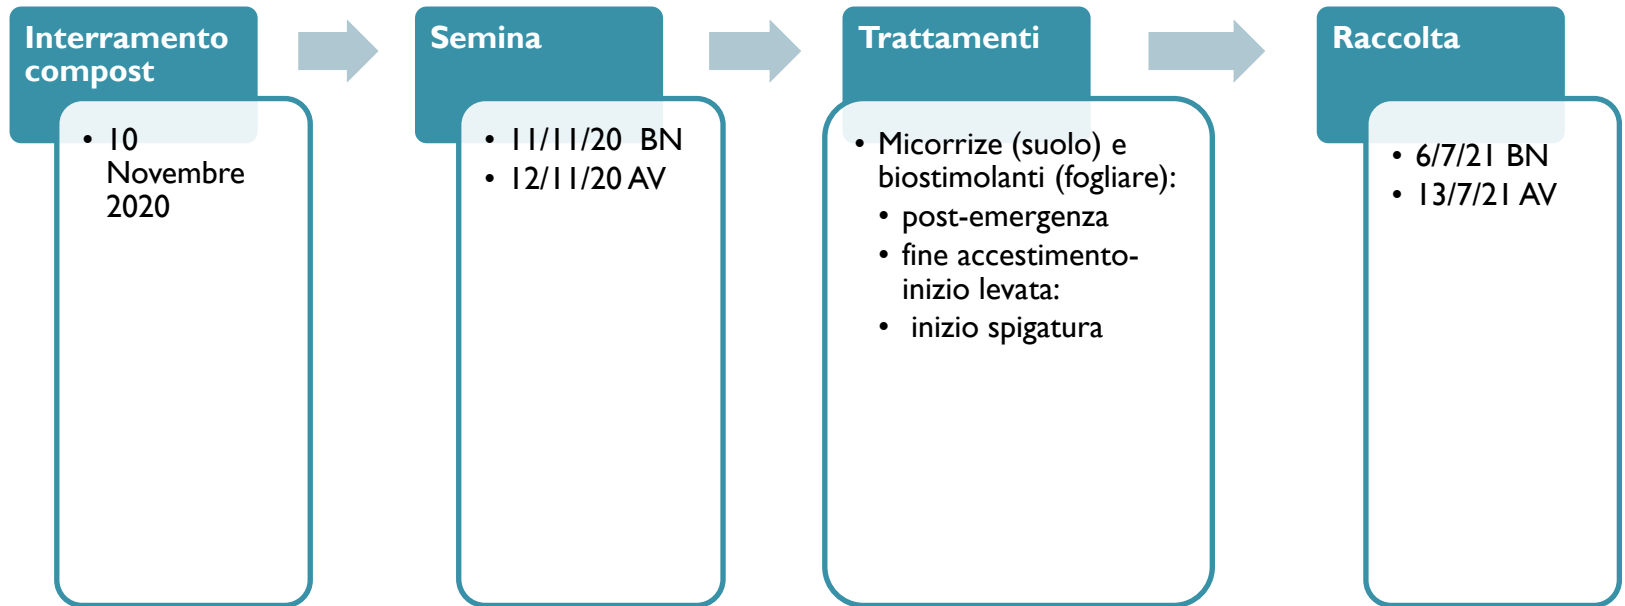 Interramento
compost
• 10
Novembre
2020
Semina
• 11/11/20 BN
• 12/11/20 AV
Trattamenti
• Micorrize (suolo) e
biostimolanti (fogliare):
• post-emergenza
• fine accestimento-
inizio levata:
• inizio spigatura
Raccolta
• 6/7/21 BN
• 13/7/21 AV